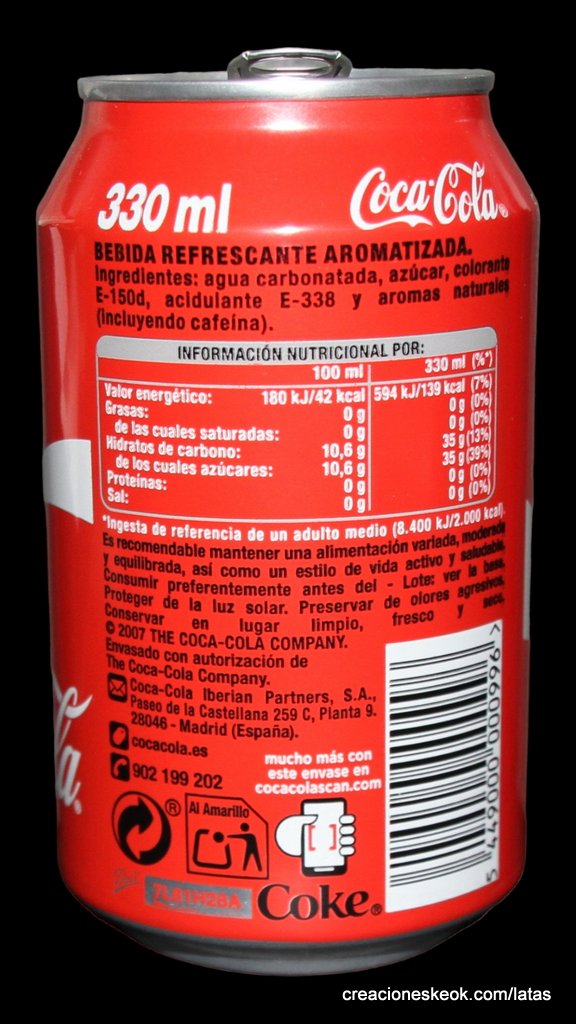 330 ml
Coca-Cola®
BEBIDA REFRESCANTE AROMATIZADA.
Ingredientes: agua carbonatada, azúcar, colorante
E-150d, acidulante E-338 y aromas naturales
(incluyendo cafeína).
INFORMACIÓN NUTRICIONAL POR:
100 ml 330 ml (%*)
Valor energético: 180 kJ/42 kcal 594 kJ/139 kcal (7%)
Grasas: 0 g 0 g (0%)
de las cuales saturadas: 0 g 0 g (0%)
Hidratos de carbono: 10,6 g 35 g (13%)
de los cuales azúcares: 10,6 g 35 g (39%)
Proteínas: 0 g 0 g (0%)
Sal: 0 g 0 g (0%)
*Ingesta de referencia de un adulto medio (8.400 kJ/2.000 kcal).
Es recomendable mantener una alimentación variada, moderada
y equilibrada, así como un estilo de vida activo y saludable.
Consumir preferentemente antes del - Lote: ver la base.
Proteger de la luz solar. Preservar de olores agresivos.
Conservar en lugar limpio, fresco y seco.
© 2007 THE COCA-COLA COMPANY.
Envasado con autorización de
The Coca-Cola Company.
Coca-Cola Iberian Partners, S.A.,
Paseo de la Castellana 259 C, Planta 9.
28046 - Madrid (España).
cocacola.es
902 199 202
mucho más con
este envase en
cocacolascan.com
®
Al Amarillo
Coke®
5 449000 000996 >
la®
creacioneskeok.com/latas